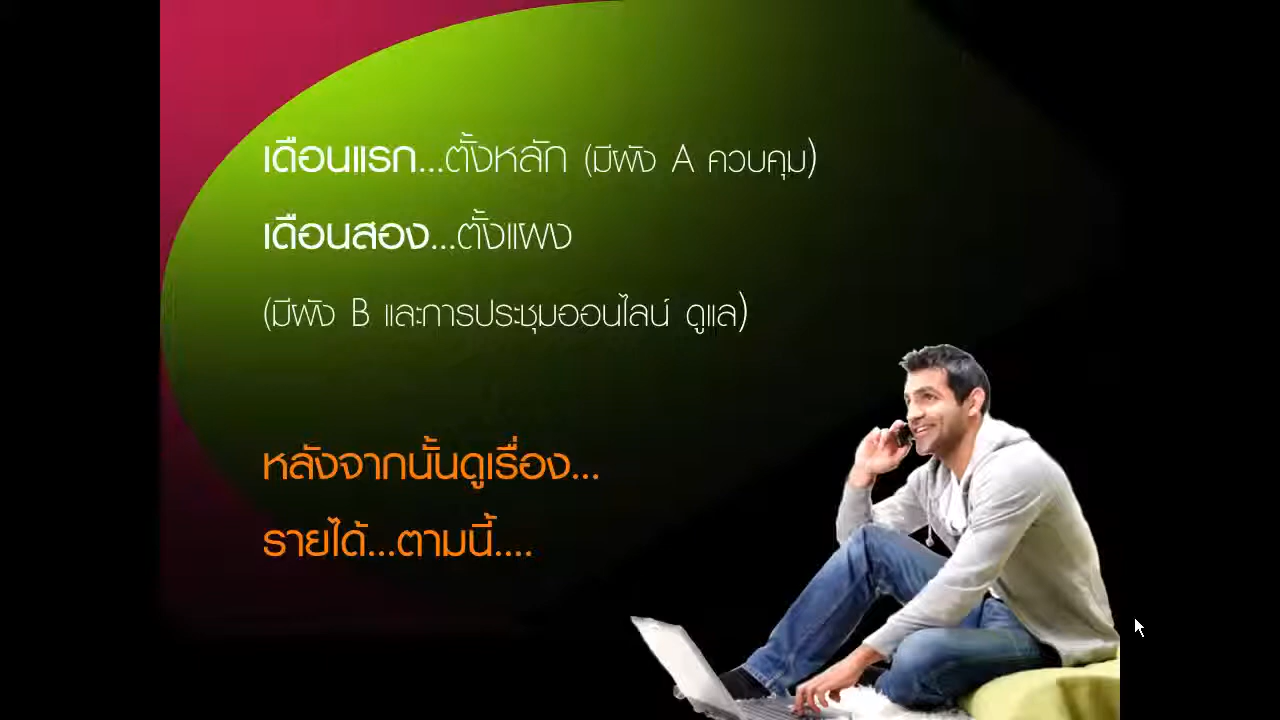 เดือนแรก...ตั้งหลัก (มีผัง A ควบคุม)
เดือนสอง...ตั้งแผง
(มีผัง B และการประชุมออนไลน์ ดูแล)
หลังจากนั้นดูเรื่อง...
รายได้...ตามนี้....